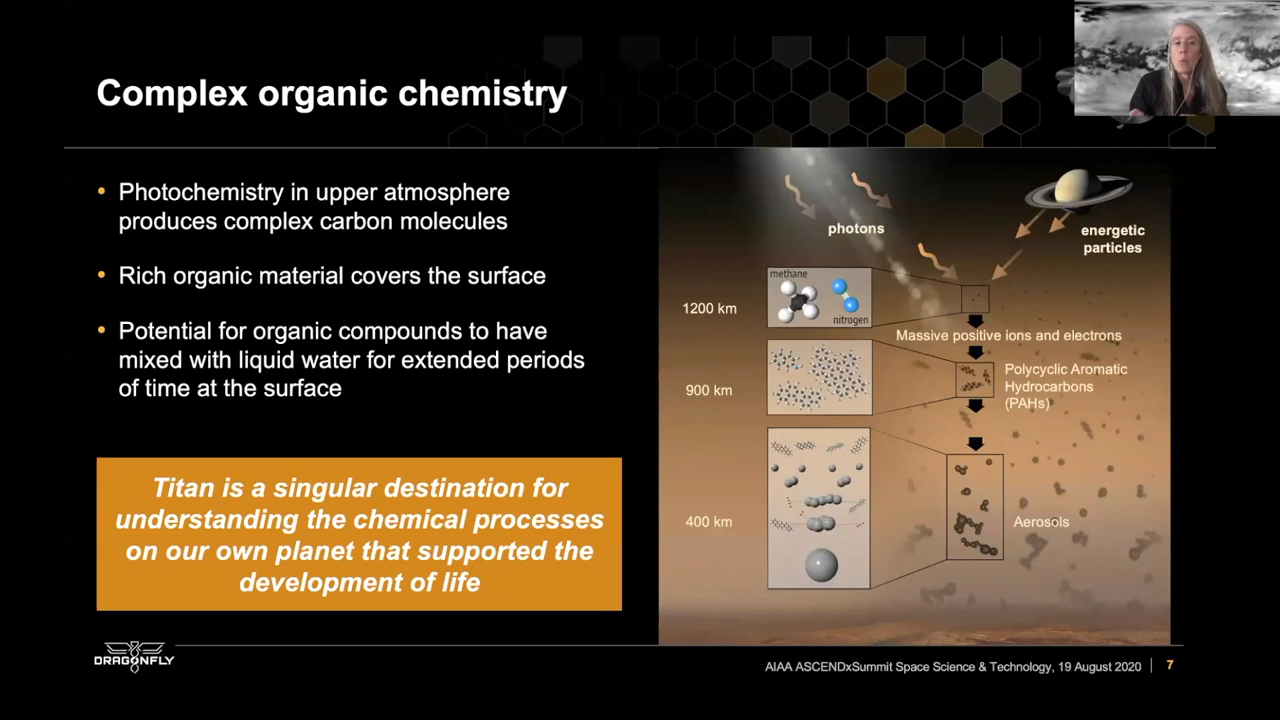 Complex organic chemistry
• Photochemistry in upper atmosphere
produces complex carbon molecules
• Rich organic material covers the surface
• Potential for organic compounds to have
mixed with liquid water for extended periods
of time at the surface
Titan is a singular destination for
understanding the chemical processes
on our own planet that supported the
development of life
photons
energetic
particles
methane
nitrogen
1200 km
Massive positive ions and electrons
900 km
Polycyclic Aromatic
Hydrocarbons
(PAHs)
400 km
Aerosols
DRAGONFLY
AIAA ASCENDxSummit Space Science & Technology, 19 August 2020 | 7